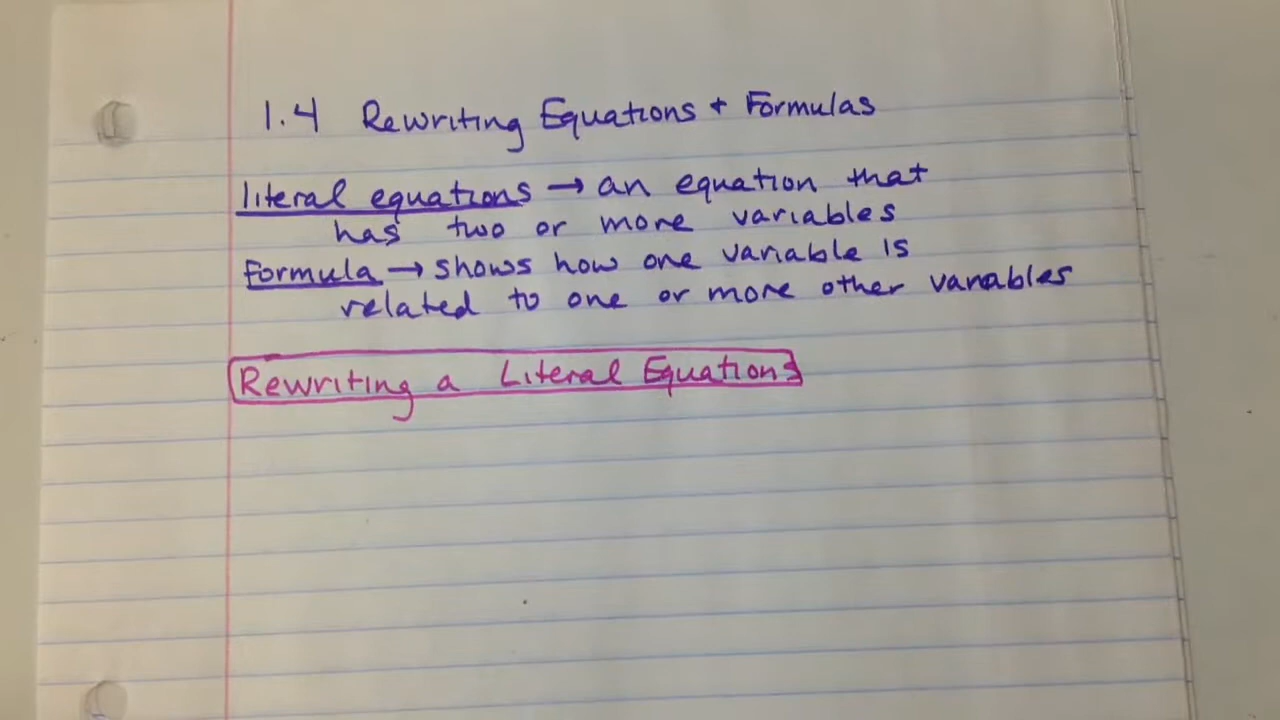 1.4 Rewriting Equations + Formulas
literal equations → an equation that
has two or more variables
Formula → shows how one variable is
related to one or more other variables
Rewriting a Literal Equations